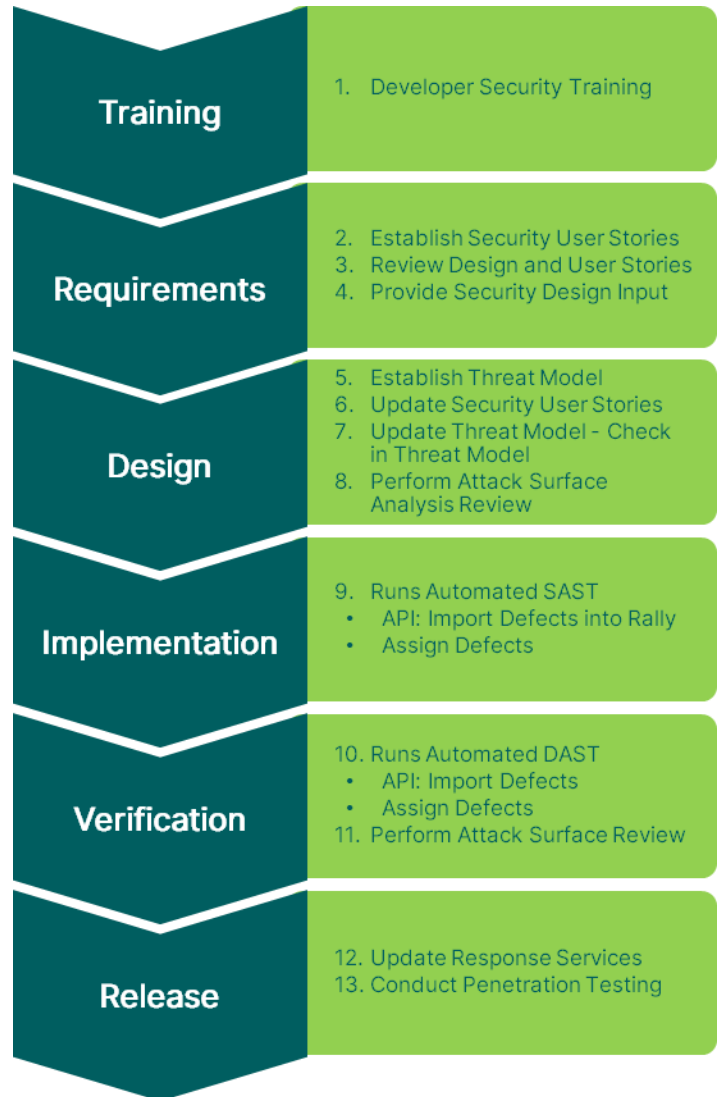 Training
1. Developer Security Training
Requirements
2. Establish Security User Stories
3. Review Design and User Stories
4. Provide Security Design Input
Design
5. Establish Threat Model
6. Update Security User Stories
7. Update Threat Model - Check
in Threat Model
8. Perform Attack Surface
Analysis Review
Implementation
9. Runs Automated SAST
• API: Import Defects into Rally
• Assign Defects
Verification
10. Runs Automated DAST
• API: Import Defects
• Assign Defects
11. Perform Attack Surface Review
Release
12. Update Response Services
13. Conduct Penetration Testing